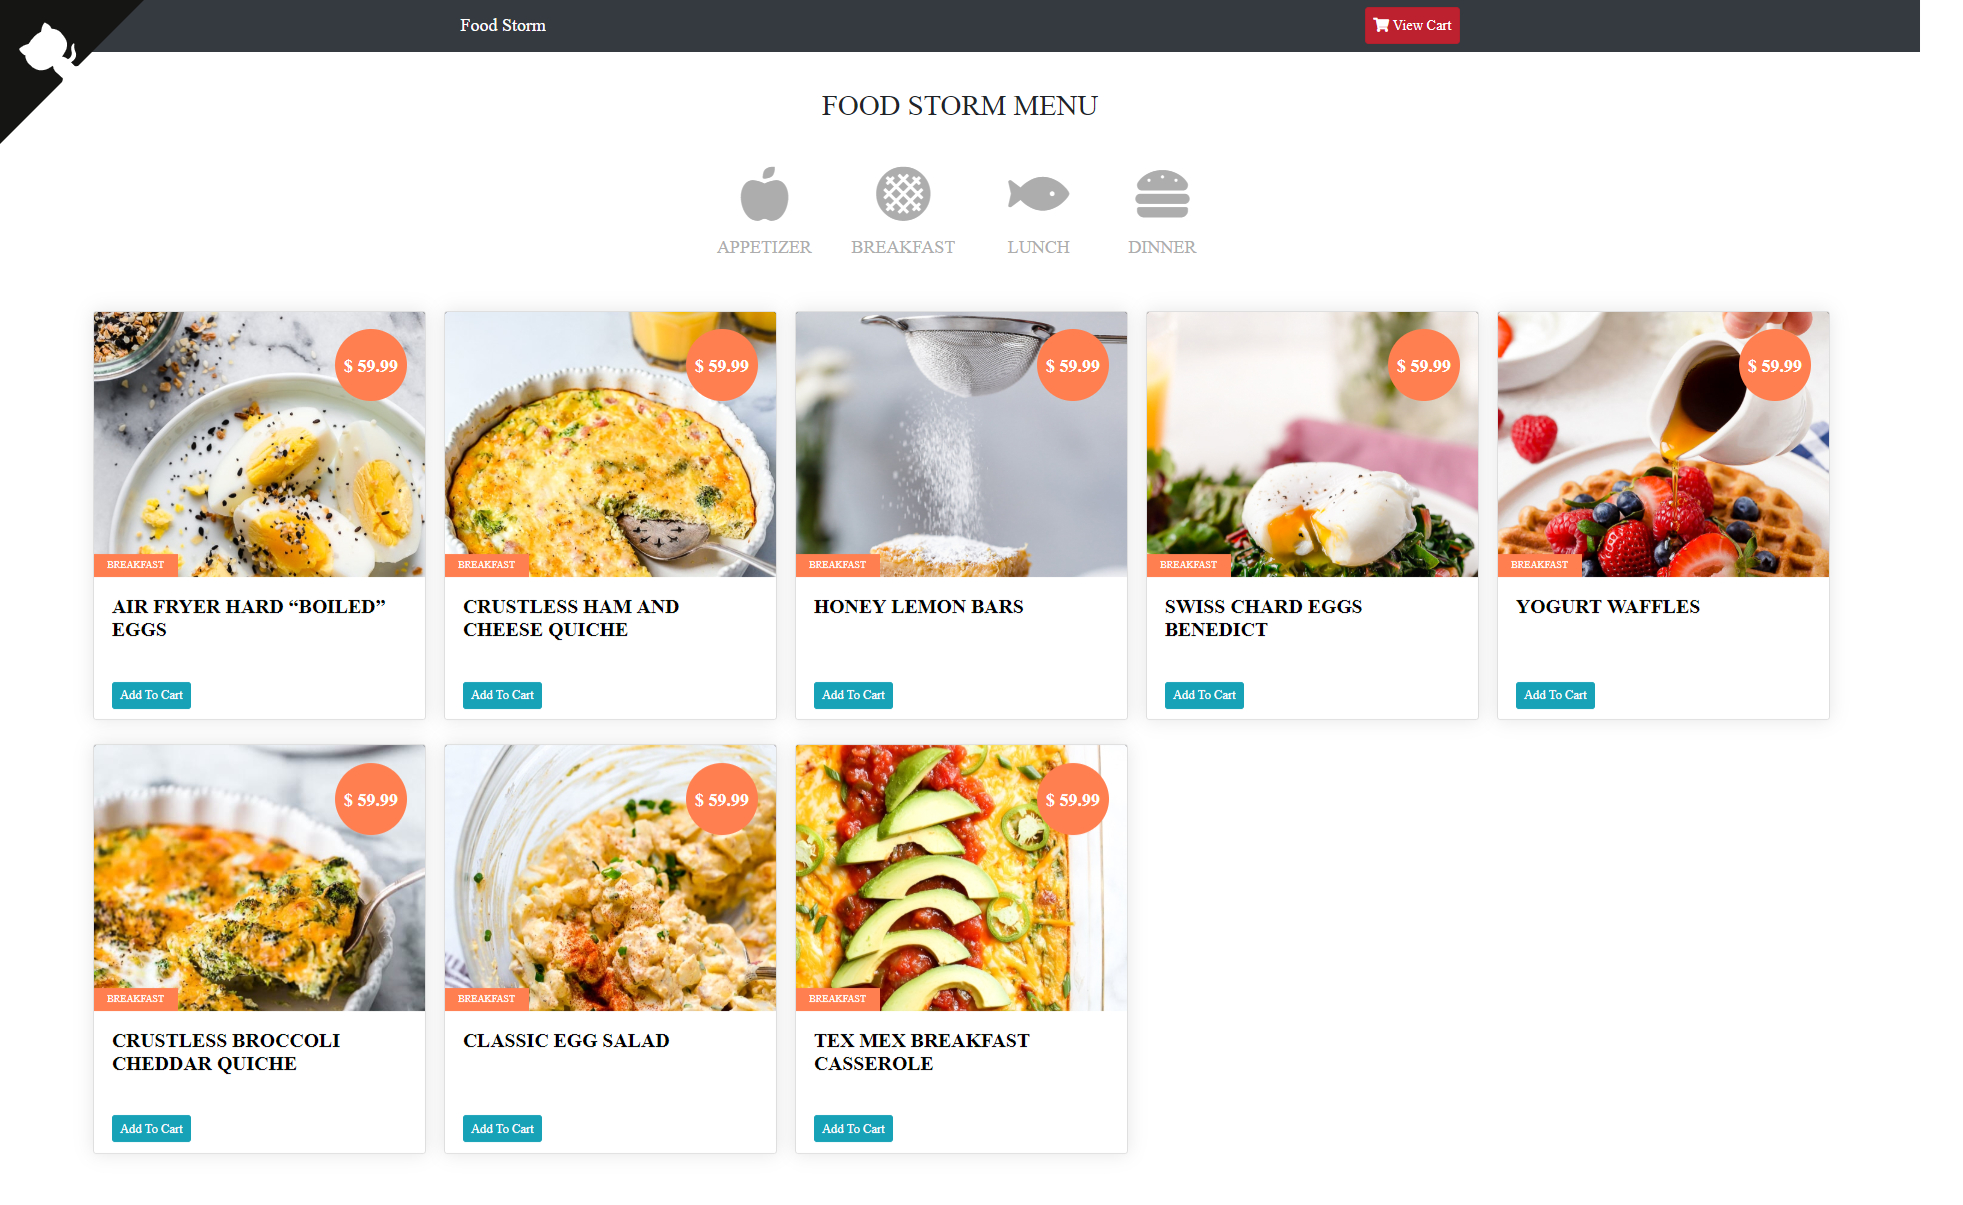 Food Storm
View Cart
FOOD STORM MENU
APPETIZER
BREAKFAST
LUNCH
DINNER
$ 59.99
$ 59.99
$ 59.99
$ 59.99
$ 59.99
BREAKFAST
BREAKFAST
BREAKFAST
BREAKFAST
BREAKFAST
AIR FRYER HARD “BOILED”
EGGS
Add To Cart
CRUSTLESS HAM AND
CHEESE QUICHE
Add To Cart
HONEY LEMON BARS
Add To Cart
SWISS CHARD EGGS
BENEDICT
Add To Cart
YOGURT WAFFLES
Add To Cart
$ 59.99
$ 59.99
$ 59.99
BREAKFAST
BREAKFAST
BREAKFAST
CRUSTLESS BROCCOLI
CHEDDAR QUICHE
Add To Cart
CLASSIC EGG SALAD
Add To Cart
TEX MEX BREAKFAST
CASSEROLE
Add To Cart